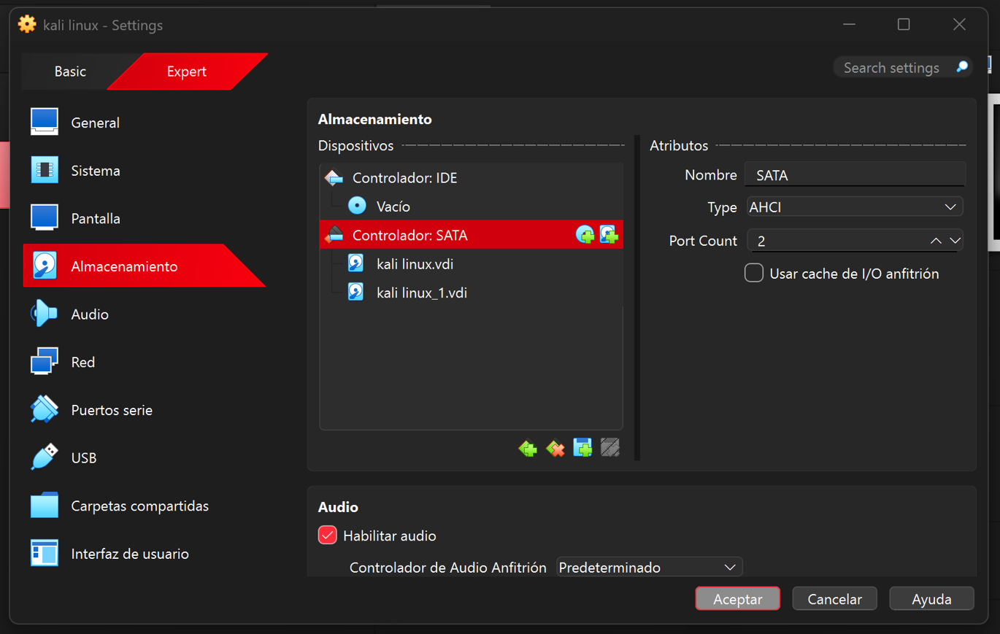 kali linux - Settings
Basic
Expert
Search settings
General
Sistema
Pantalla
Almacenamiento
Audio
Red
Puertos serie
USB
Carpetas compartidas
Interfaz de usuario
Almacenamiento
Dispositivos
Controlador: IDE
Vacío
Controlador: SATA
kali linux.vdi
kali linux_1.vdi
Atributos
Nombre SATA
Type AHCI
Port Count 2
Usar cache de I/O anfitrión
Audio
Habilitar audio
Controlador de Audio Anfitrión Predeterminado
Aceptar Cancelar Ayuda